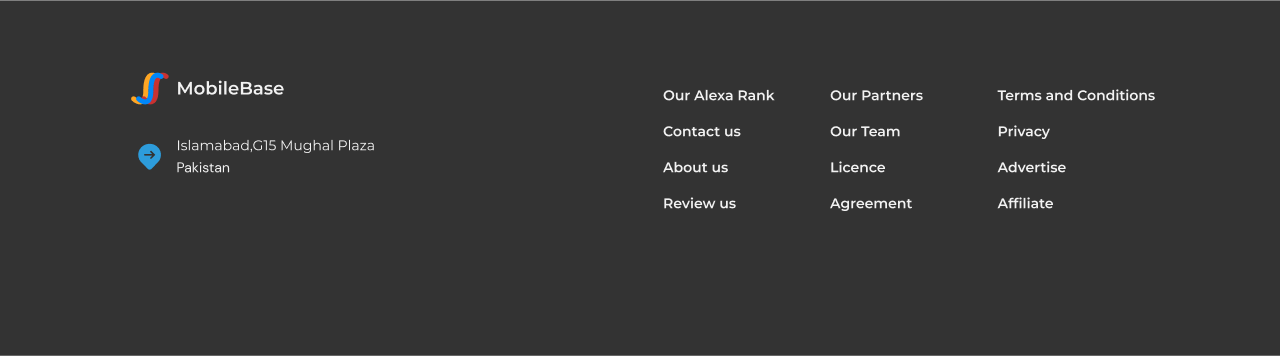 MobileBase
Islamabad,G15 Mughal Plaza
Pakistan
Our Alexa Rank
Contact us
About us
Review us
Our Partners
Our Team
Licence
Agreement
Terms and Conditions
Privacy
Advertise
Affiliate